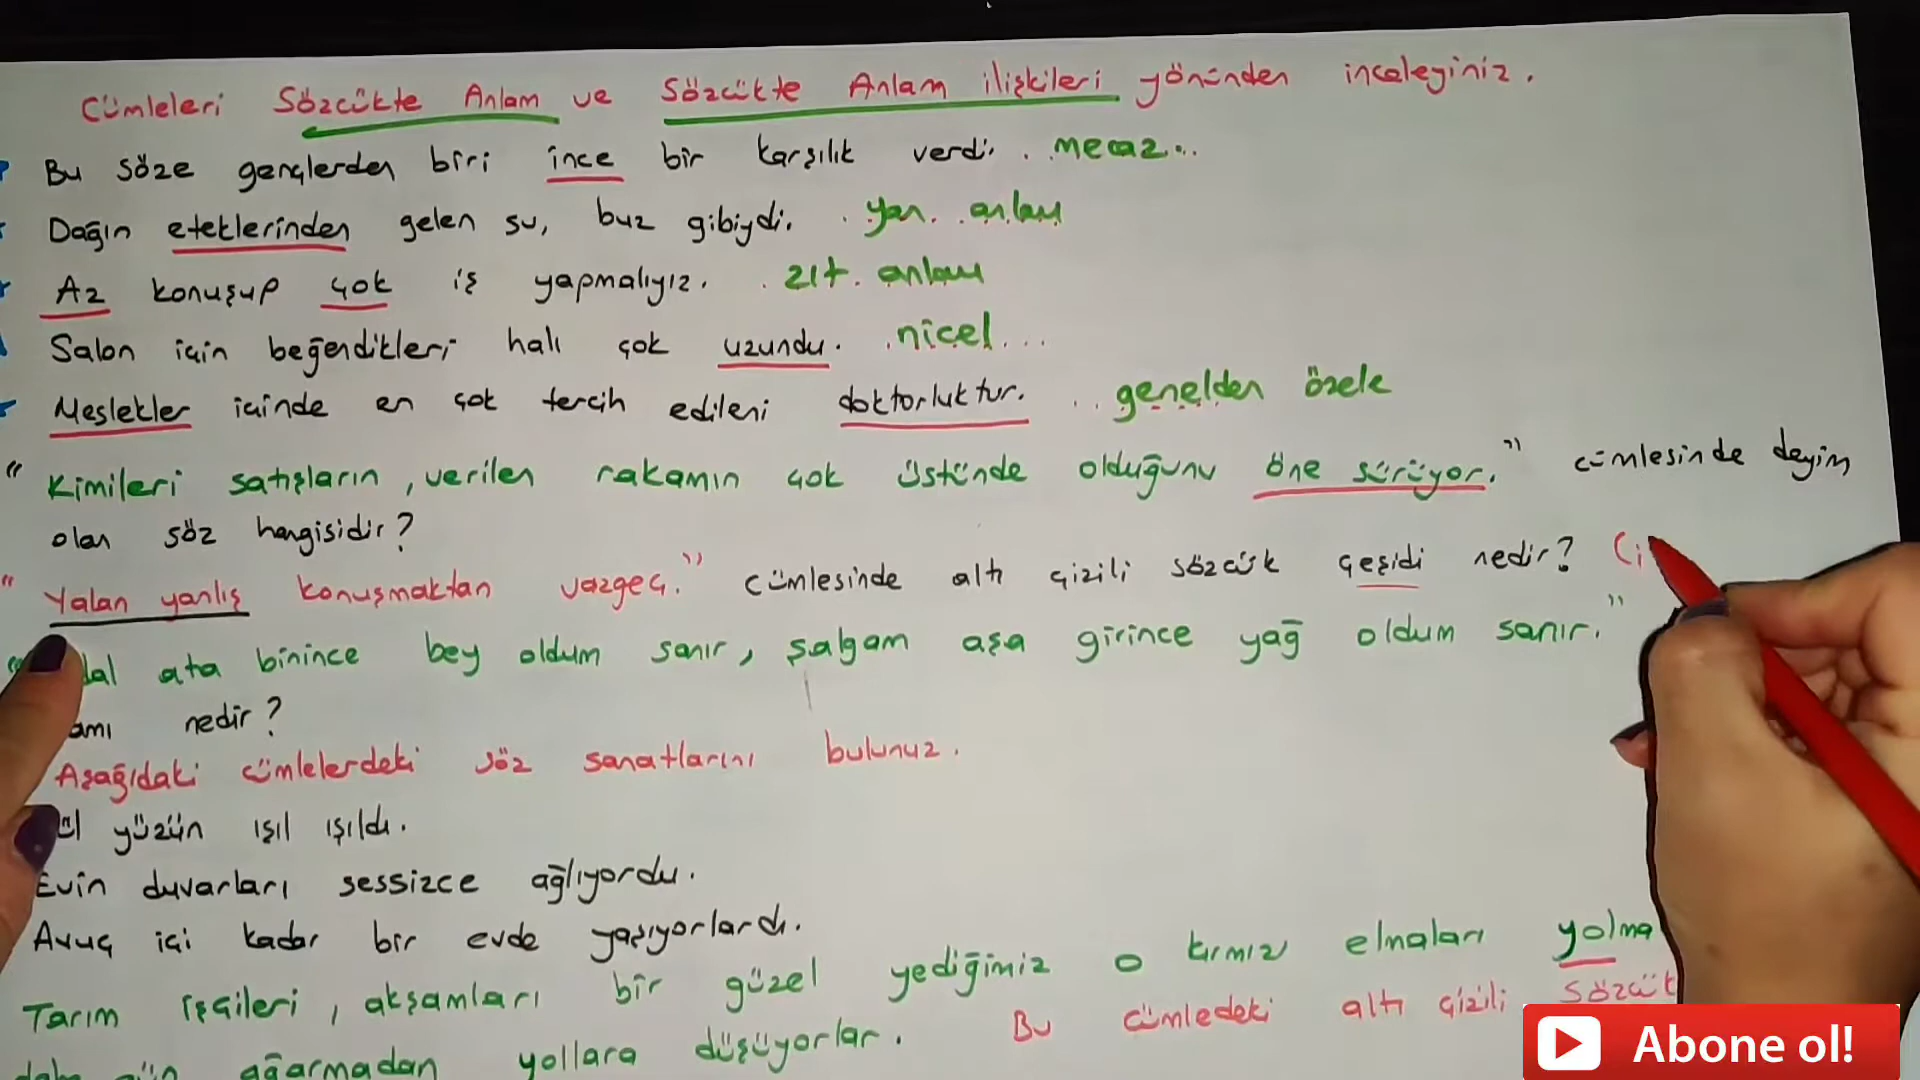 Cümleleri Sözcükte Anlam ve Sözcükte Anlam ilişkileri yönünden inceleyiniz.
Bu söze gençlerden biri ince bir karşılık verdi. mecaz...
Dağın eteklerinden gelen su, buz gibiydi. yan anlam
Az konuşup çok iş yapmalıyız. zıt anlam
Salon için beğendikleri halı çok uzundu. nicel...
Meslekler içinde en çok tercih edileni doktorluktur. genelden özele
"Kimileri satışların, verilen rakamın çok üstünde olduğunu öne sürüyor." cümlesinde deyim
olan söz hangisidir?
"Yalan yanlış konuşmaktan vazgeç." cümlesinde altı çizili sözcük çeşidi nedir? (i
ata binince bey oldum sanır, şalgam aşa girince yağ oldum sanır."
nedir?
Aşağıdaki cümlelerdeki söz sanatlarını bulunuz.
yüzün ışıl ışıldı.
Evin duvarları sessizce ağlıyordu.
Avuç içi kadar bir evde yaşıyorlardı.
Tarım işçileri, akşamları bir güzel yediğimiz o kırmızı elmaları yolma
ağarmadan yollara düşüyorlar. Bu cümledeki altı çizili sözcük
Abone ol!